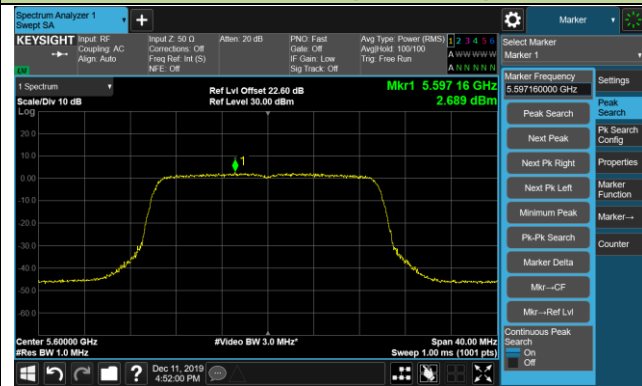 Spectrum Analyzer 1
Swept SA
+
Marker
KEYSIGHT
Input: RF
Coupling: AC
Align: Auto
Input Z: 50 Ω
Corrections: Off
Freq Ref: Int (S)
NFE: Off
Atten: 20 dB
PNO: Fast
Gate: Off
IF Gain: Low
Sig Track: Off
Avg Type: Power (RMS)
Avg|Hold: 100/100
Trig: Free Run
1 2 3 4 5 6
A W W W W W
A N N N N N
LXI
Select Marker
Marker 1
1 Spectrum
Scale/Div 10 dB
Log
Ref Lvl Offset 22.60 dB
Ref Level 30.00 dBm
Mkr1 5.597 16 GHz
2.689 dBm
20.0
10.0
0.00
-10.0
-20.0
-30.0
-40.0
-50.0
-60.0
1
Center 5.60000 GHz
#Res BW 1.0 MHz
#Video BW 3.0 MHz*
Span 40.00 MHz
Sweep 1.00 ms (1001 pts)
Marker Frequency
5.597160000 GHz
Peak Search
Next Peak
Next Pk Right
Next Pk Left
Minimum Peak
Pk-Pk Search
Marker Delta
Mkr→CF
Mkr→Ref Lvl
Continuous Peak
Search
On
Off
Settings
Peak
Search
Pk Search
Config
Properties
Marker
Function
Marker→
Counter
?
Dec 11, 2019
4:52:00 PM